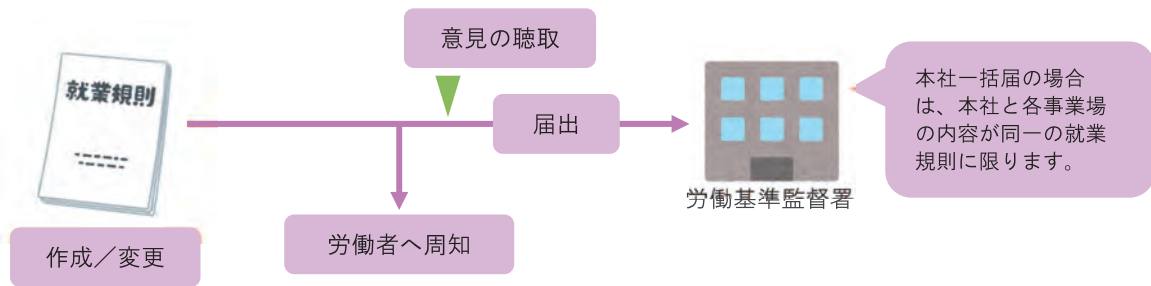 意見の聴取
就業規則
届出
本社一括届の場合
は、本社と各事業場
の内容が同一の就業
規則に限ります。
労働基準監督署
労働者へ周知
作成／変更